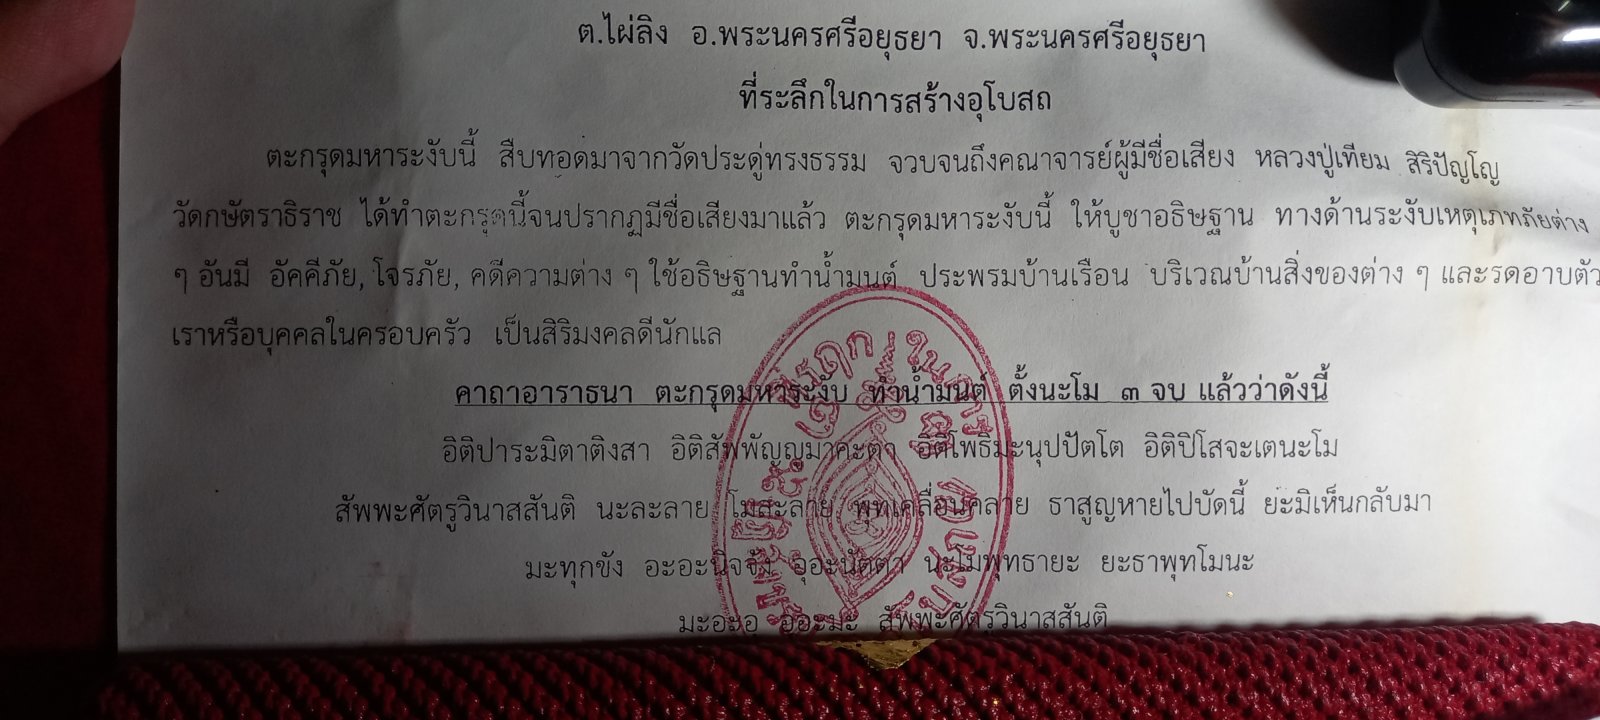 ต.ไผ่ลิง อ.พระนครศรีอยุธยา จ.พระนครศรีอยุธยา
ที่ระลึกในการสร้างอุโบสถ
ตะกรุดมหาระงับนี้ สืบทอดมาจากวัดประดู่ทรงธรรม จวบจนถึงคณาจารย์ผู้มีชื่อเสียง หลวงปู่เทียม สิริปัญโญ
วัดกษัตราธิราช ได้ทำตะกรุดนี้จนปรากฏมีชื่อเสียงมาแล้ว ตะกรุดมหาระงับนี้ ให้บูชาอธิษฐาน ทางด้านระงับเหตุเภทภัยต่าง
ๆ อันมี อัคคีภัย, โจรภัย, คดีความต่าง ๆ ใช้อธิษฐานทำน้ำมนต์ ประพรมบ้านเรือน บริเวณบ้านสิ่งของต่าง ๆ และรดอาบตัว
เราหรือบุคคลในครอบครัว เป็นสิริมงคลดีนักแล
คาถาอาราธนา ตะกรุดมหาระงับ ทำน้ำมนต์ ตั้งนะโม ๓ จบ แล้วว่าดังนี้
อิติปาระมิตาติงสา อิติสัพพัญญูมาคะตา อิติโพธิมะนุปปัตโต อิติปิโสจะเตนะโม
สัพพะศัตรูวินาสสันติ นะละลาย โมละลาย พุทเคลื่อนคลาย ธาสูญหายไปบัดนี้ ยะมิเห็นกลับมา
มะทุกขัง อะอะนิจจัง อุอะนัตตา นะโมพุทธายะ ยะธาพุทโมนะ
มะอะอุ อุอะมะ สัพพะศัตรูวินาสสันติ